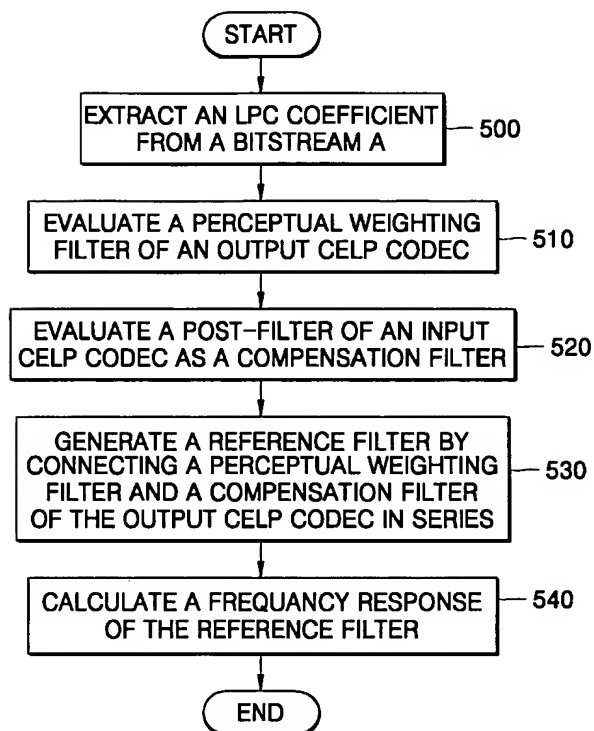 START
EXTRACT AN LPC COEFFICIENT
FROM A BITSTREAM A
500
EVALUATE A PERCEPTUAL WEIGHTING
FILTER OF AN OUTPUT CELP CODEC
510
EVALUATE A POST-FILTER OF AN INPUT
CELP CODEC AS A COMPENSATION FILTER
520
GENERATE A REFERENCE FILTER BY
CONNECTING A PERCEPTUAL WEIGHTING
FILTER AND A COMPENSATION FILTER
OF THE OUTPUT CELP CODEC IN SERIES
530
CALCULATE A FREQUANCY RESPONSE
OF THE REFERENCE FILTER
540
END